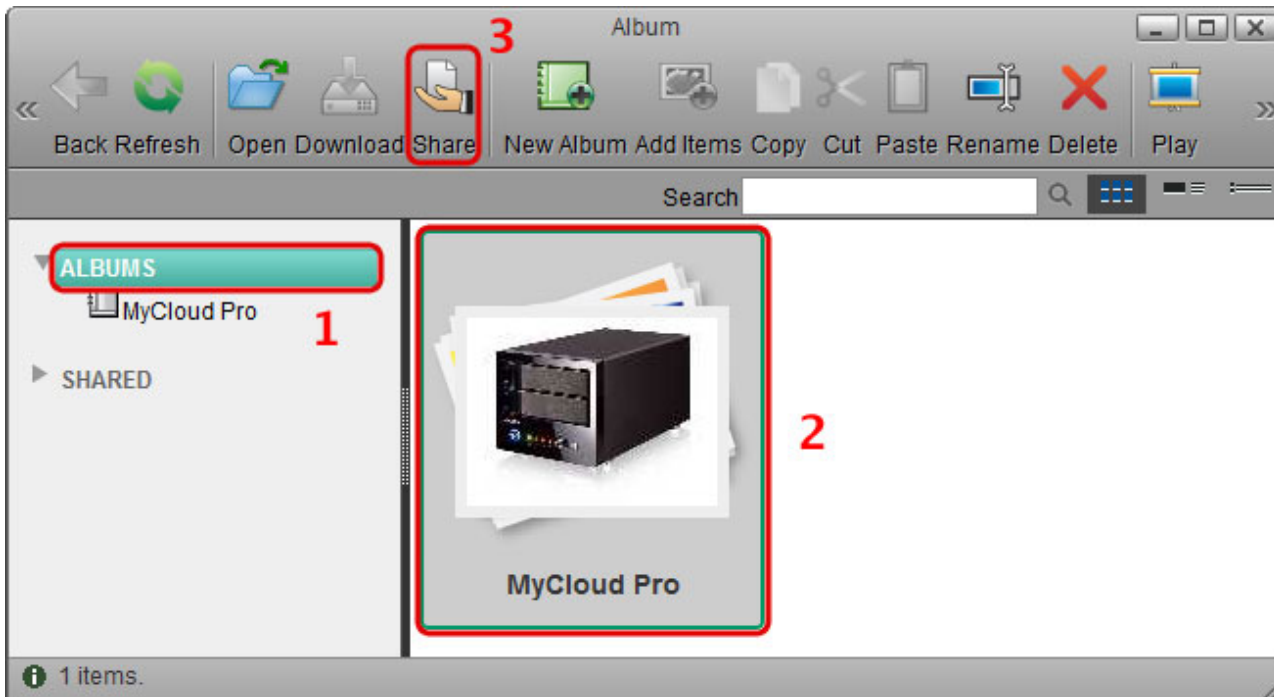 Album
3
«
Back Refresh Open Download Share New Album Add Items Copy Cut Paste Rename Delete Play
»
Search
ALBUMS
MyCloud Pro
1
SHARED
2
MyCloud Pro
1 items.